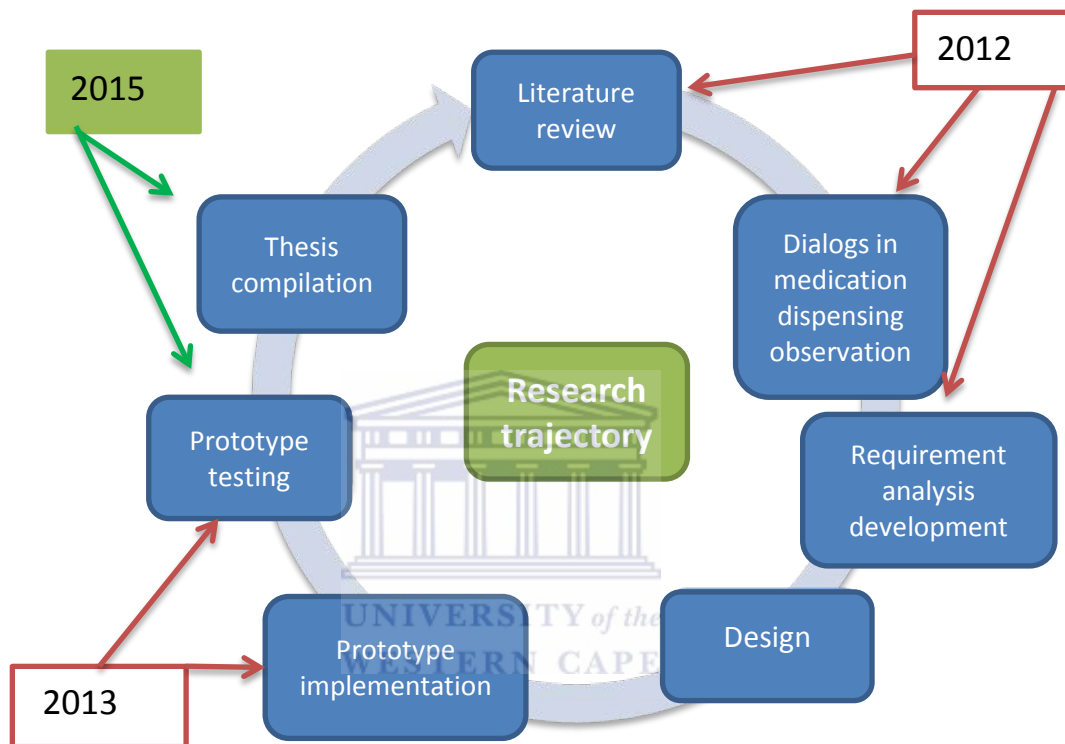 2012
2015
Literature
review
Dialogs in
medication
dispensing
observation
Thesis
compilation
Research
trajectory
Prototype
testing
Requirement
analysis
development
Design
Prototype
implementation
2013
UNIVERSITY of the
WESTERN CAPE